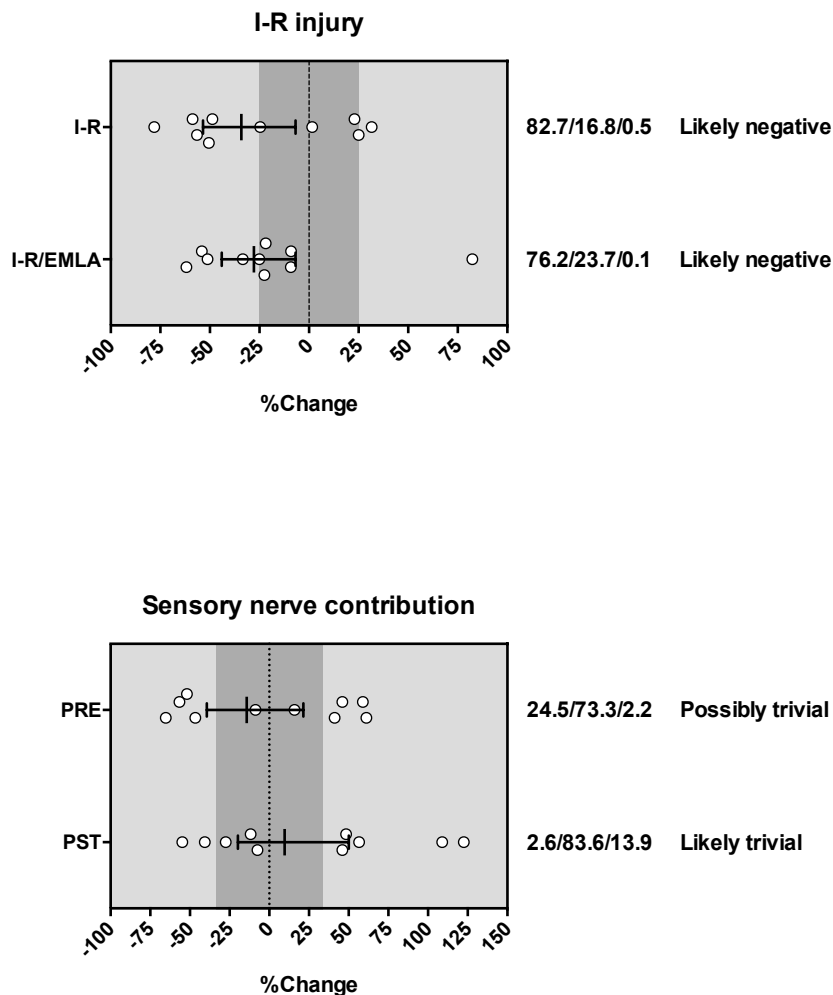 I-R injury
I-R 82.7/16.8/0.5 Likely negative
I-R/EMLA 76.2/23.7/0.1 Likely negative
-100 -75 -50 -25 0 25 50 75 100
%Change
Sensory nerve contribution
PRE 24.5/73.3/2.2 Possibly trivial
PST 2.6/83.6/13.9 Likely trivial
-100 -75 -50 -25 0 25 50 75 100 125 150
%Change